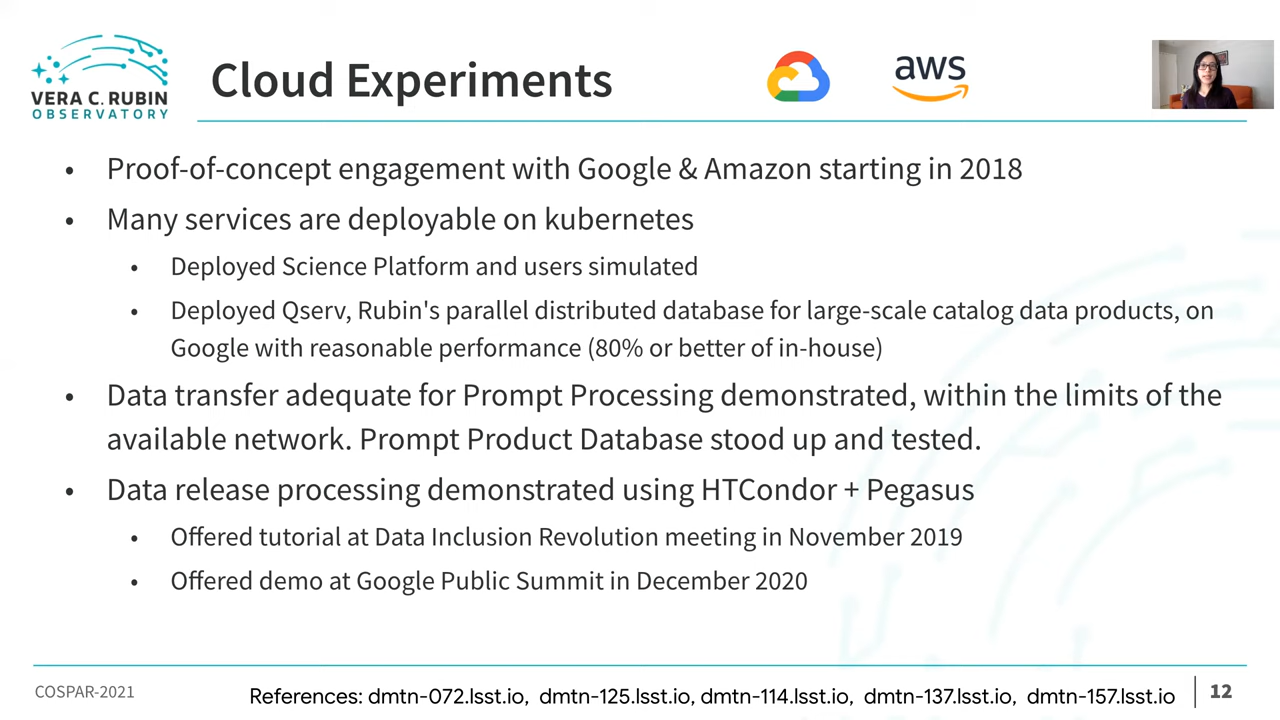 VERA C. RUBIN
OBSERVATORY
Cloud Experiments
aws
• Proof-of-concept engagement with Google & Amazon starting in 2018
• Many services are deployable on kubernetes
• Deployed Science Platform and users simulated
• Deployed Qserv, Rubin's parallel distributed database for large-scale catalog data products, on
Google with reasonable performance (80% or better of in-house)
• Data transfer adequate for Prompt Processing demonstrated, within the limits of the
available network. Prompt Product Database stood up and tested.
• Data release processing demonstrated using HTCondor + Pegasus
• Offered tutorial at Data Inclusion Revolution meeting in November 2019
• Offered demo at Google Public Summit in December 2020
COSPAR-2021
References: dmtn-072.lsst.io, dmtn-125.lsst.io, dmtn-114.lsst.io, dmtn-137.lsst.io, dmtn-157.lsst.io
12